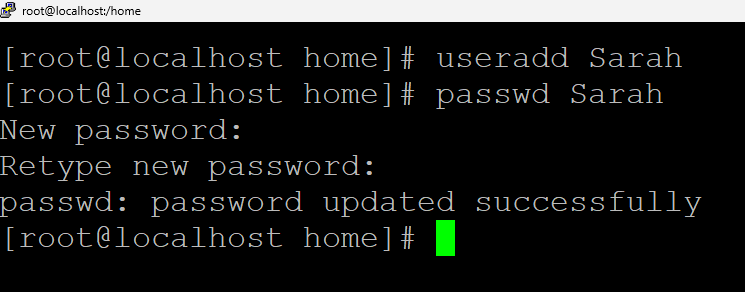 root@localhost:/home
[root@localhost home]# useradd Sarah
[root@localhost home]# passwd Sarah
New password:
Retype new password:
passwd: password updated successfully
[root@localhost home]#